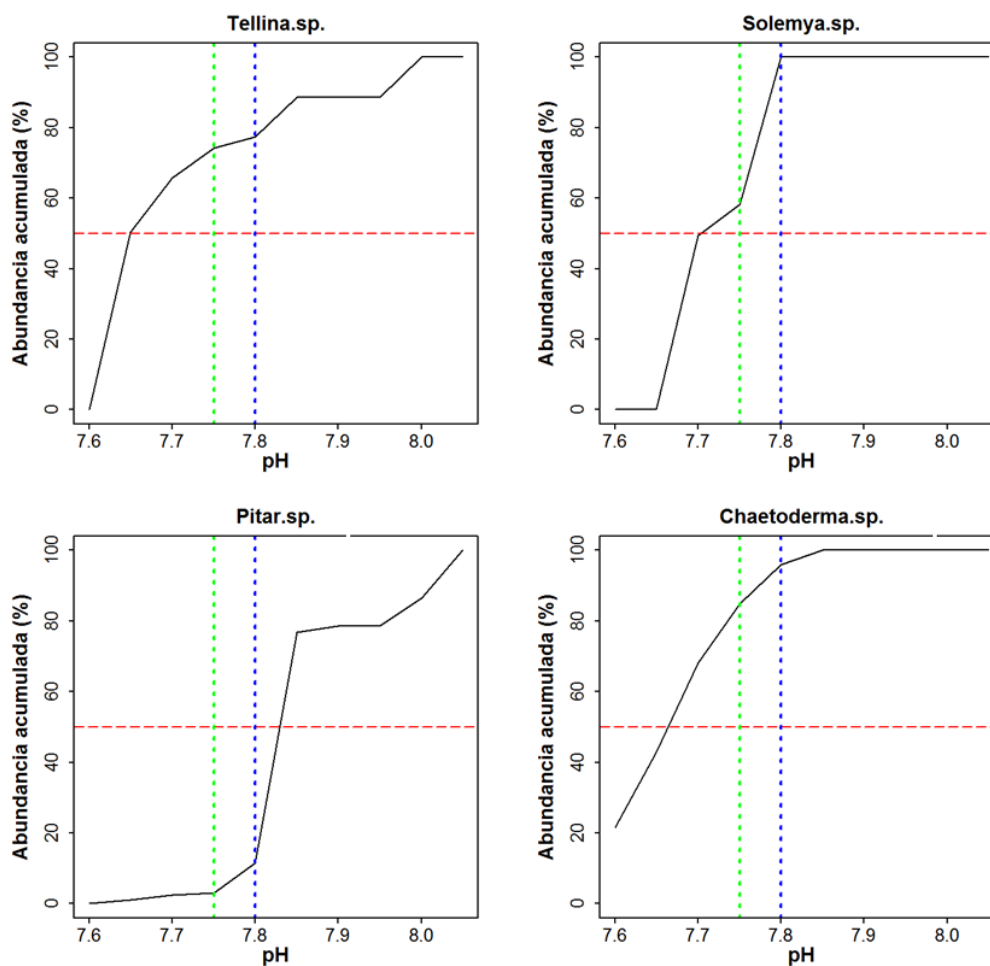 Tellina.sp.
Abundancia acumulada (%)
0 20 40 60 80 100
7.6 7.7 7.8 7.9 8.0
pH
Solemya.sp.
Abundancia acumulada (%)
0 20 40 60 80 100
7.6 7.7 7.8 7.9 8.0
pH
Pitar.sp.
Abundancia acumulada (%)
0 20 40 60 80 100
7.6 7.7 7.8 7.9 8.0
pH
Chaetoderma.sp.
Abundancia acumulada (%)
0 20 40 60 80 100
7.6 7.7 7.8 7.9 8.0
pH